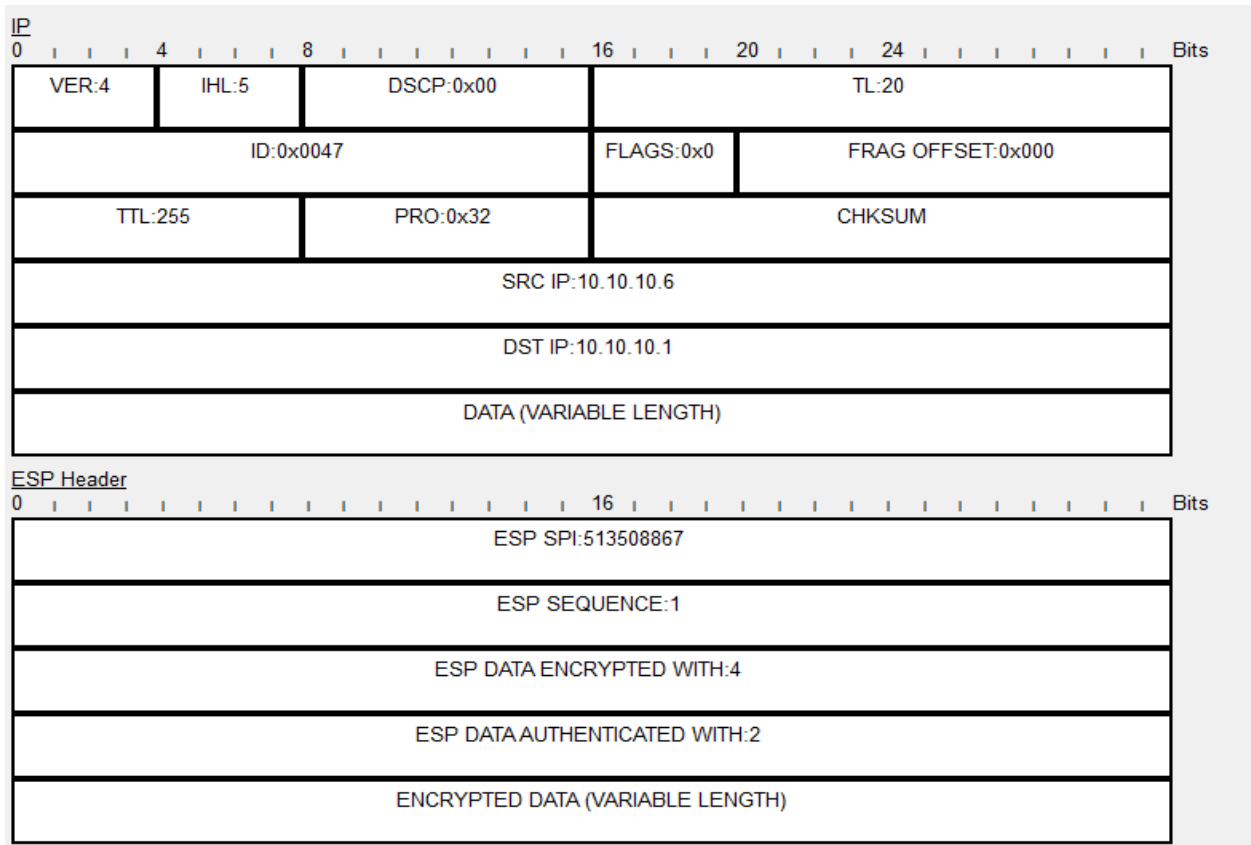 IP
0 4 8 16 20 24 Bits
VER:4 IHL:5 DSCP:0x00 TL:20
ID:0x0047 FLAGS:0x0 FRAG OFFSET:0x000
TTL:255 PRO:0x32 CHKSUM
SRC IP:10.10.10.6
DST IP:10.10.10.1
DATA (VARIABLE LENGTH)
ESP Header
0 16 Bits
ESP SPI:513508867
ESP SEQUENCE:1
ESP DATA ENCRYPTED WITH:4
ESP DATA AUTHENTICATED WITH:2
ENCRYPTED DATA (VARIABLE LENGTH)